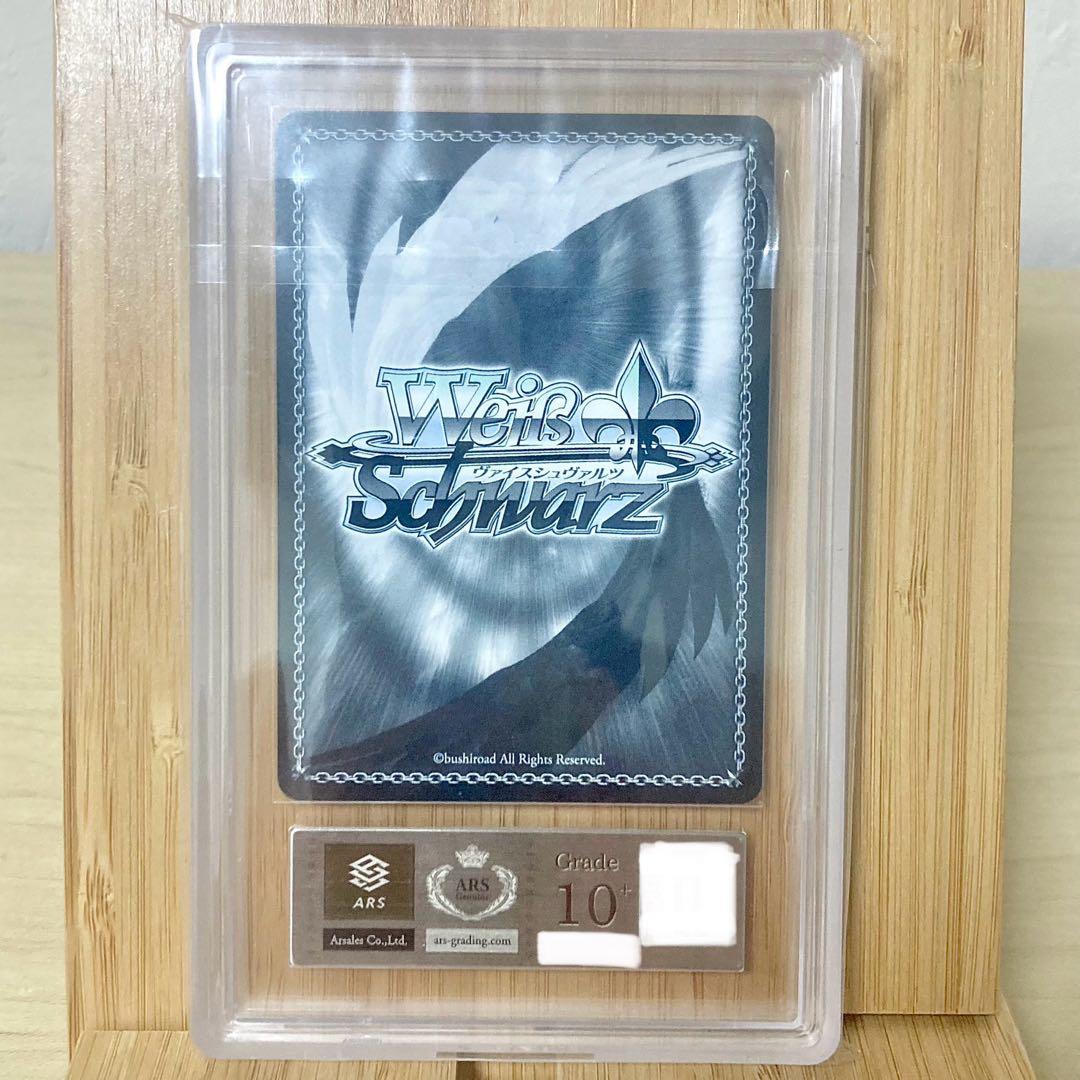 Weiß
ヴァイスシュヴァルツ
Schwarz
©bushiroad All Rights Reserved.
ARS
Arsales Co.,Ltd.
ARS
Genuine
ars-grading.com
Grade
10+